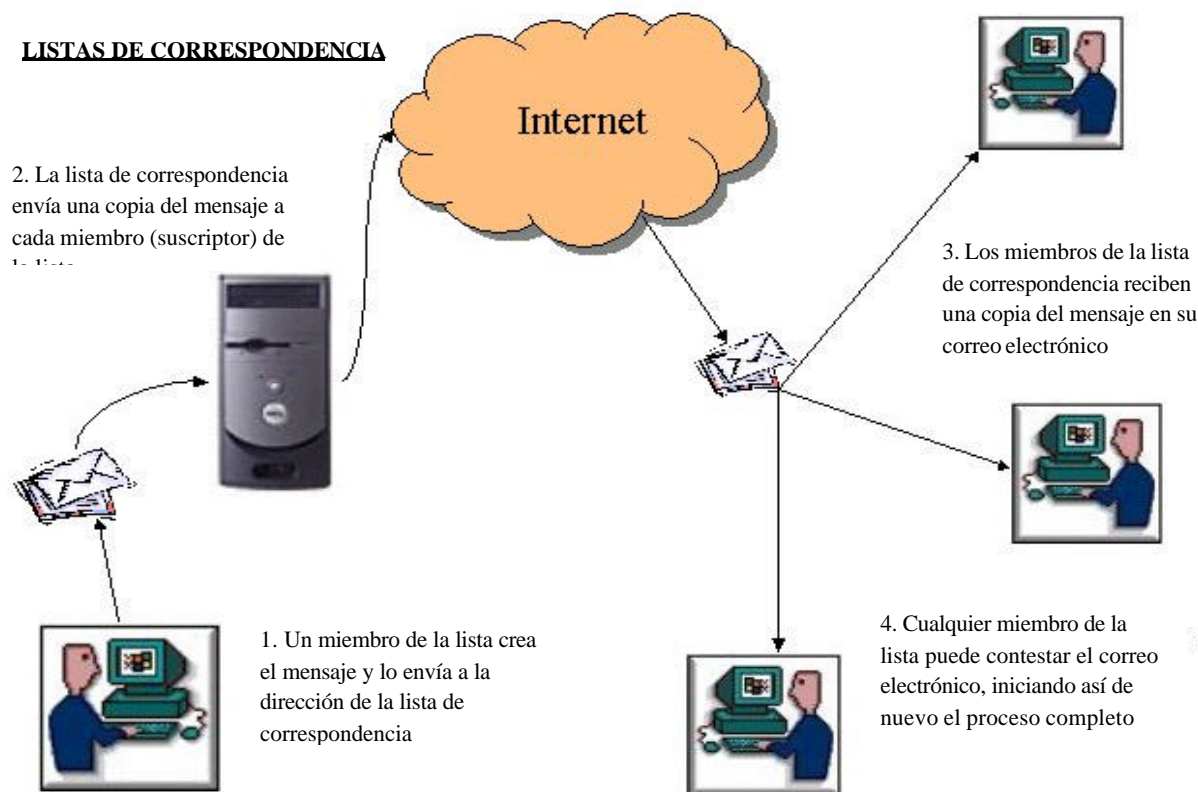 LISTAS DE CORRESPONDENCIA
Internet
2. La lista de correspondencia
envía una copia del mensaje a
cada miembro (suscriptor) de
3. Los miembros de la lista
de correspondencia reciben
una copia del mensaje en su
correo electrónico
1. Un miembro de la lista crea
el mensaje y lo envía a la
dirección de la lista de
correspondencia
4. Cualquier miembro de la
lista puede contestar el correo
electrónico, iniciando así de
nuevo el proceso completo